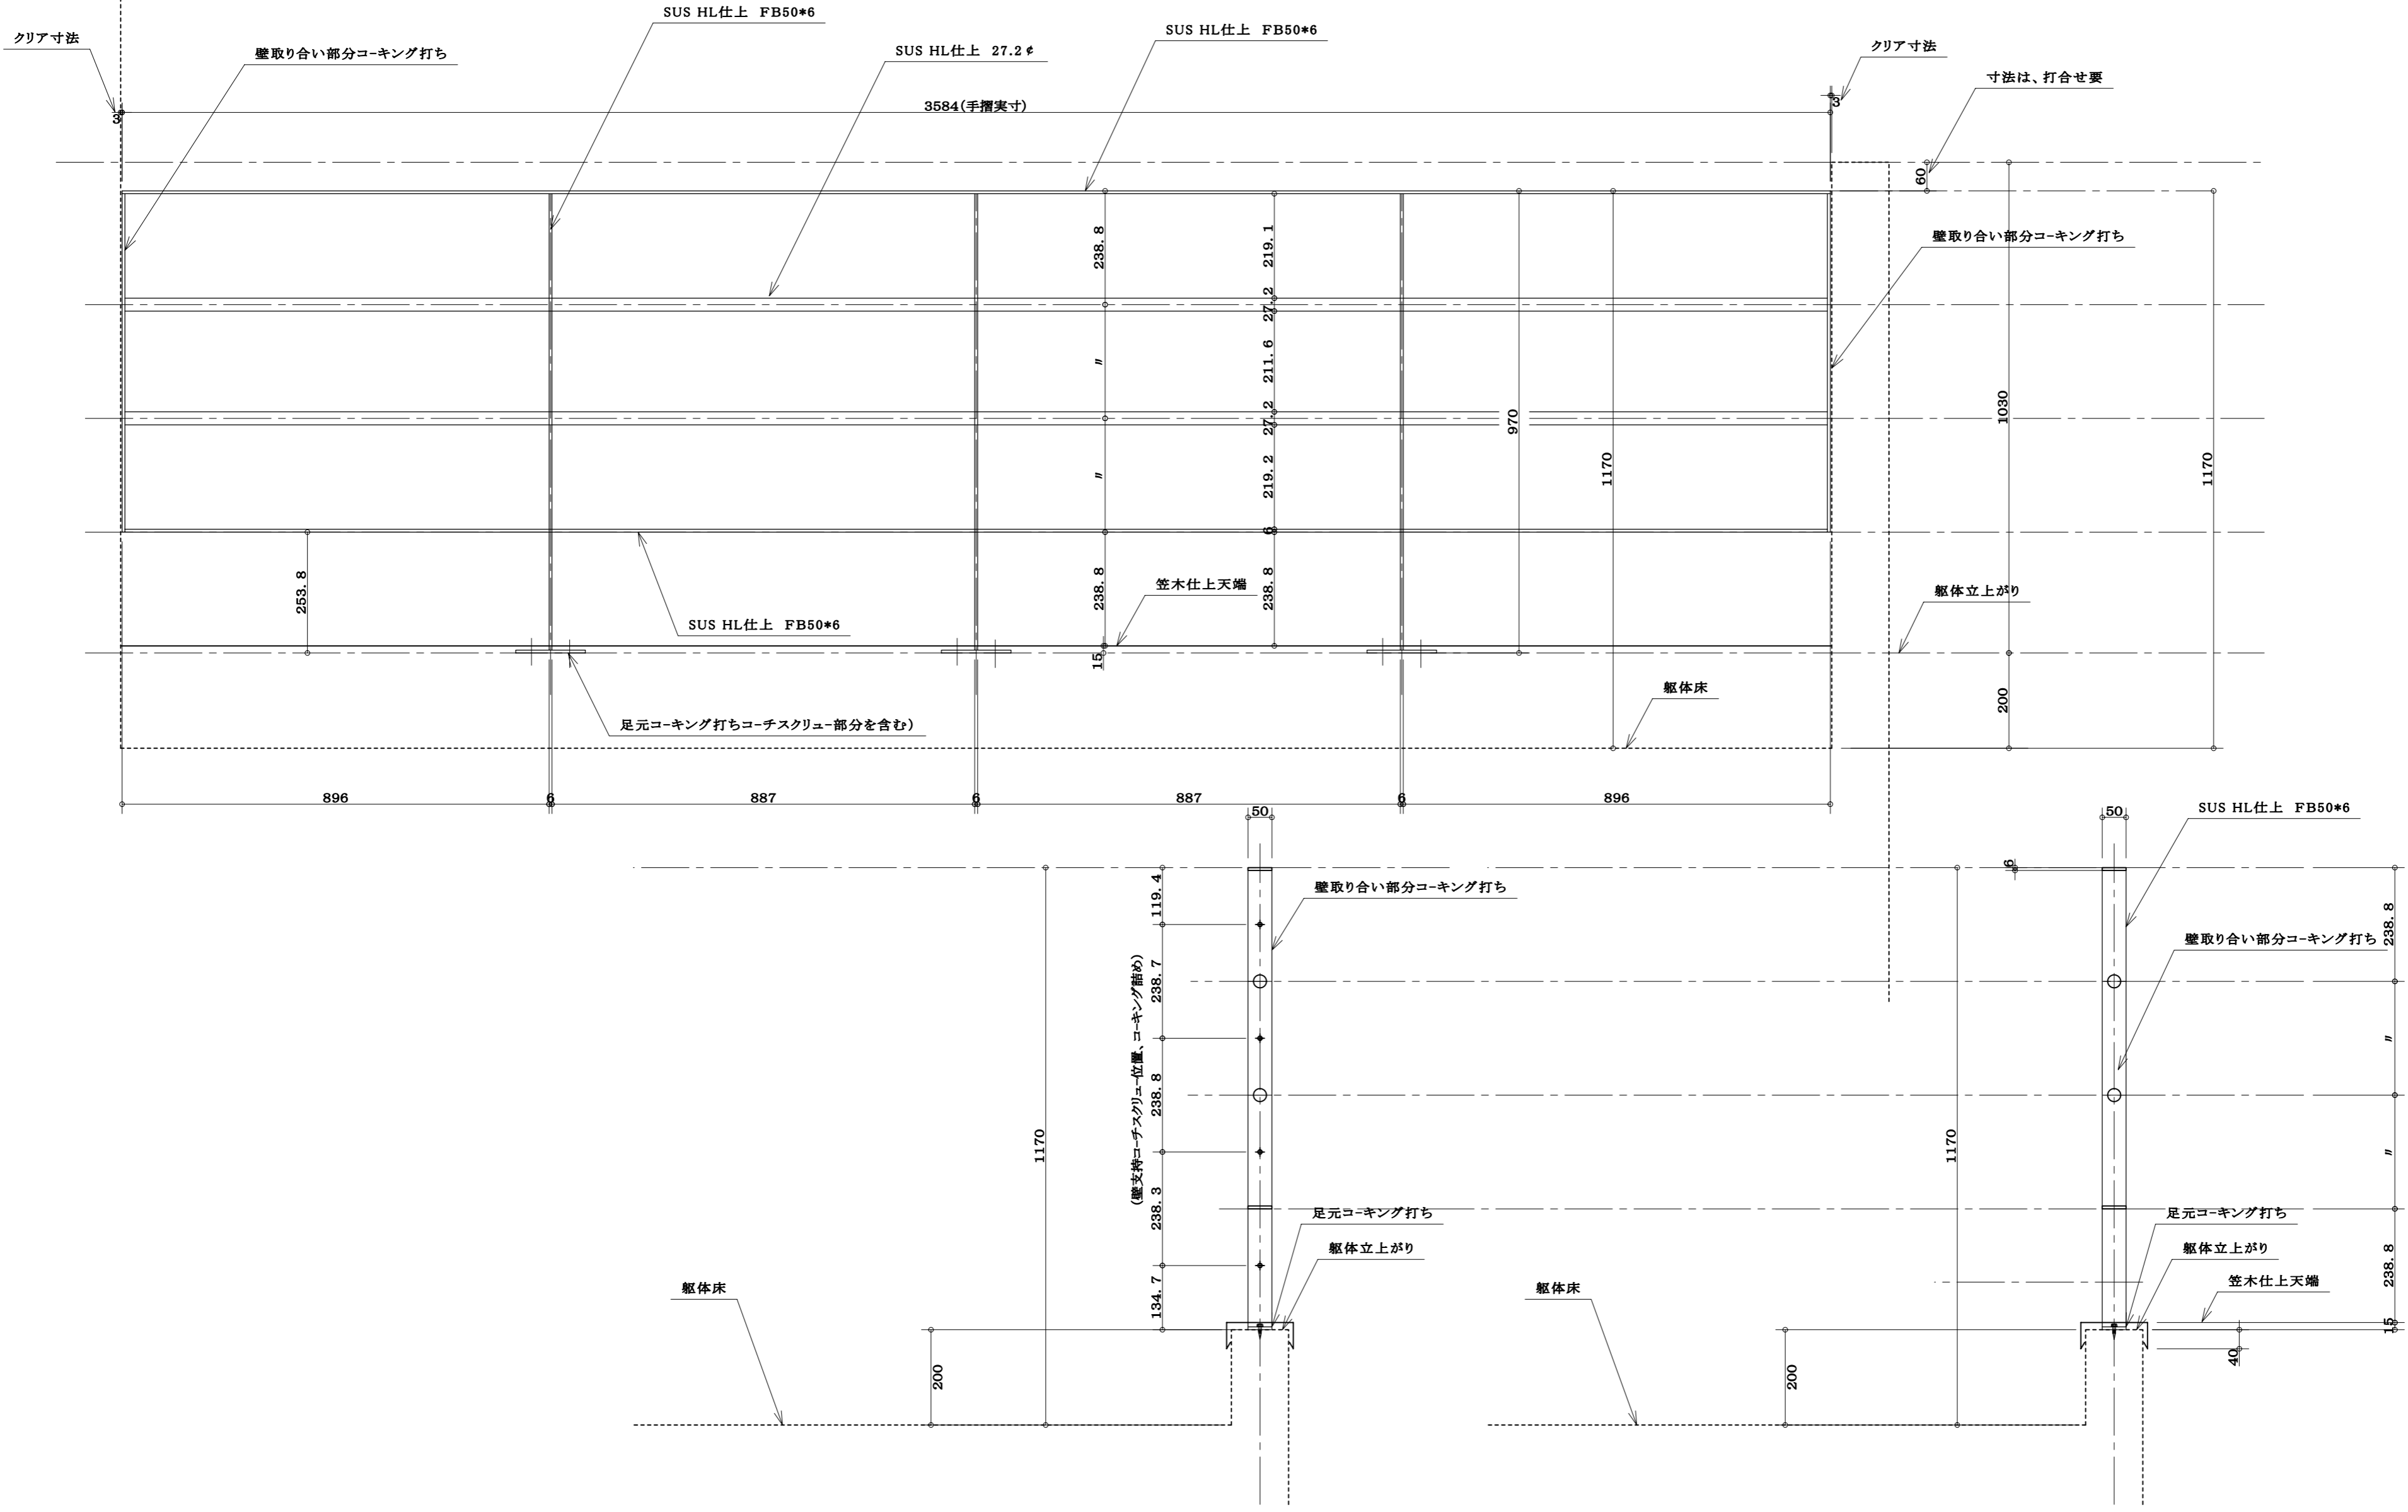 SUS HL仕上 FB50*6
SUS HL仕上 FB50*6
クリア寸法
クリア寸法
壁取り合い部分コーキング打ち
SUS HL仕上 27.2¢
寸法は、打合せ要
3584(手摺実寸)
3
3
60
壁取り合い部分コーキング打ち
238.8
219.1
27.2
〃
211.6
27.2
970
1030
1170
1170
〃
219.2
6
253.8
238.8
238.8
笠木仕上天端
躯体立上がり
SUS HL仕上 FB50*6
15
躯体床
200
足元コーキング打ちコーチスクリュー部分を含む)
896
6
887
6
887
6
896
50
50
SUS HL仕上 FB50*6
6
119.4
壁取り合い部分コーキング打ち
238.8
壁取り合い部分コーキング打ち
238.7
(壁支持コーチスクリュー位置、コーキング詰め)
〃
238.8
1170
1170
〃
238.3
足元コーキング打ち
足元コーキング打ち
躯体立上がり
躯体立上がり
238.8
笠木仕上天端
躯体床
躯体床
134.7
15
40
200
200